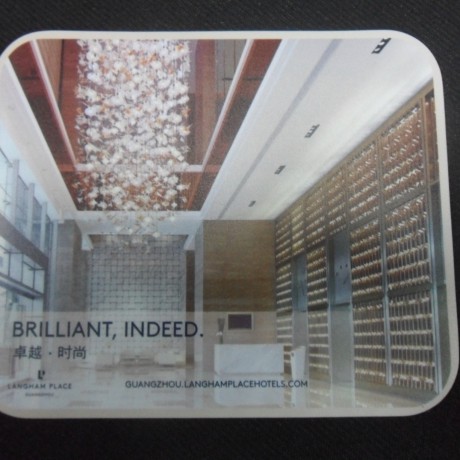 BRILLIANT, INDEED.
卓越·时尚
LANGHAM PLACE
GUANGZHOU.LANGHAMPLACEHOTELS.COM